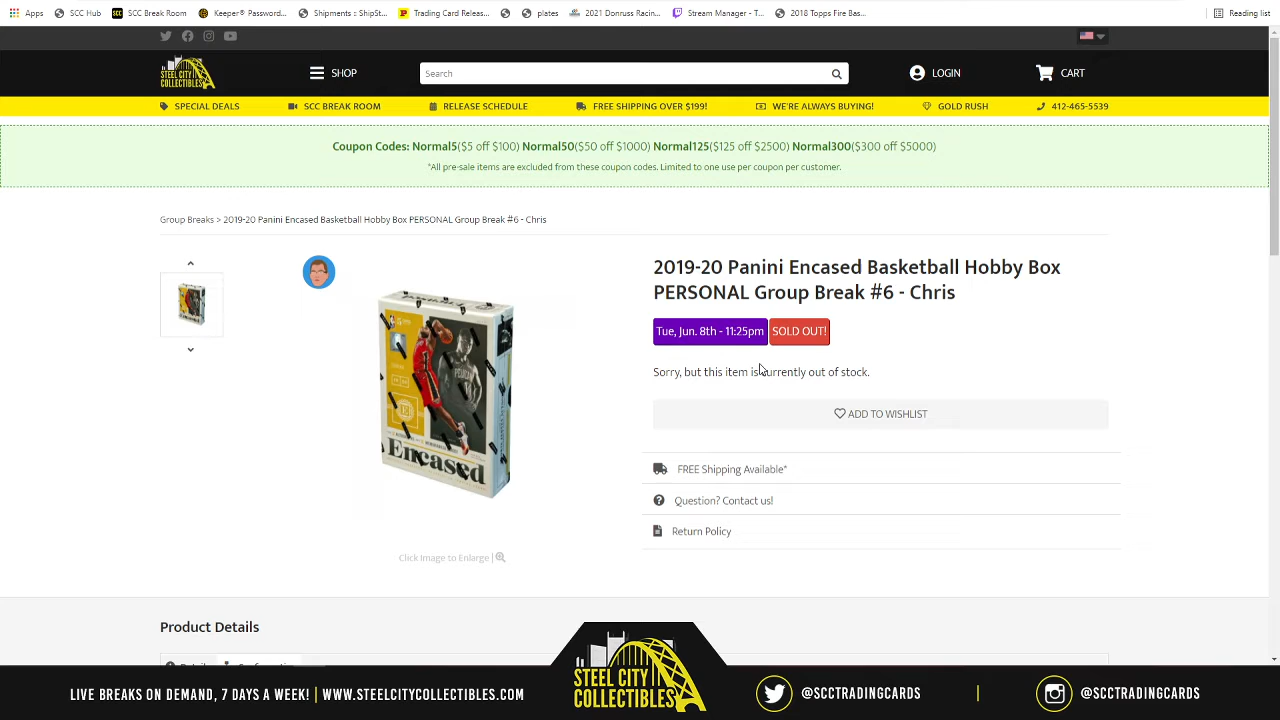 Apps SCC Hub SCC Break Room Keeper® Password... Shipments :: ShipSt... Trading Card Releas... plates 2021 Donruss Racin... Stream Manager - T... 2018 Topps Fire Bas... Reading list
STEEL CITY
COLLECTIBLES
SHOP
Search
LOGIN
CART
SPECIAL DEALS SCC BREAK ROOM RELEASE SCHEDULE FREE SHIPPING OVER $199! WE'RE ALWAYS BUYING! GOLD RUSH 412-465-5539
Coupon Codes: Normal5($5 off $100) Normal50($50 off $1000) Normal125($125 off $2500) Normal300($300 off $5000)
*All pre-sale items are excluded from these coupon codes. Limited to one use per coupon per customer.
Group Breaks > 2019-20 Panini Encased Basketball Hobby Box PERSONAL Group Break #6 - Chris
Encased
Click Image to Enlarge |
2019-20 Panini Encased Basketball Hobby Box
PERSONAL Group Break #6 - Chris
Tue, Jun. 8th - 11:25pm SOLD OUT!
Sorry, but this item is currently out of stock.
ADD TO WISHLIST
FREE Shipping Available*
Question? Contact us!
Return Policy
Product Details
LIVE BREAKS ON DEMAND, 7 DAYS A WEEK! | WWW.STEELCITYCOLLECTIBLES.COM
STEEL CITY
COLLECTIBLES
@SCCTRADINGCARDS | @SCCTRADINGCARDS